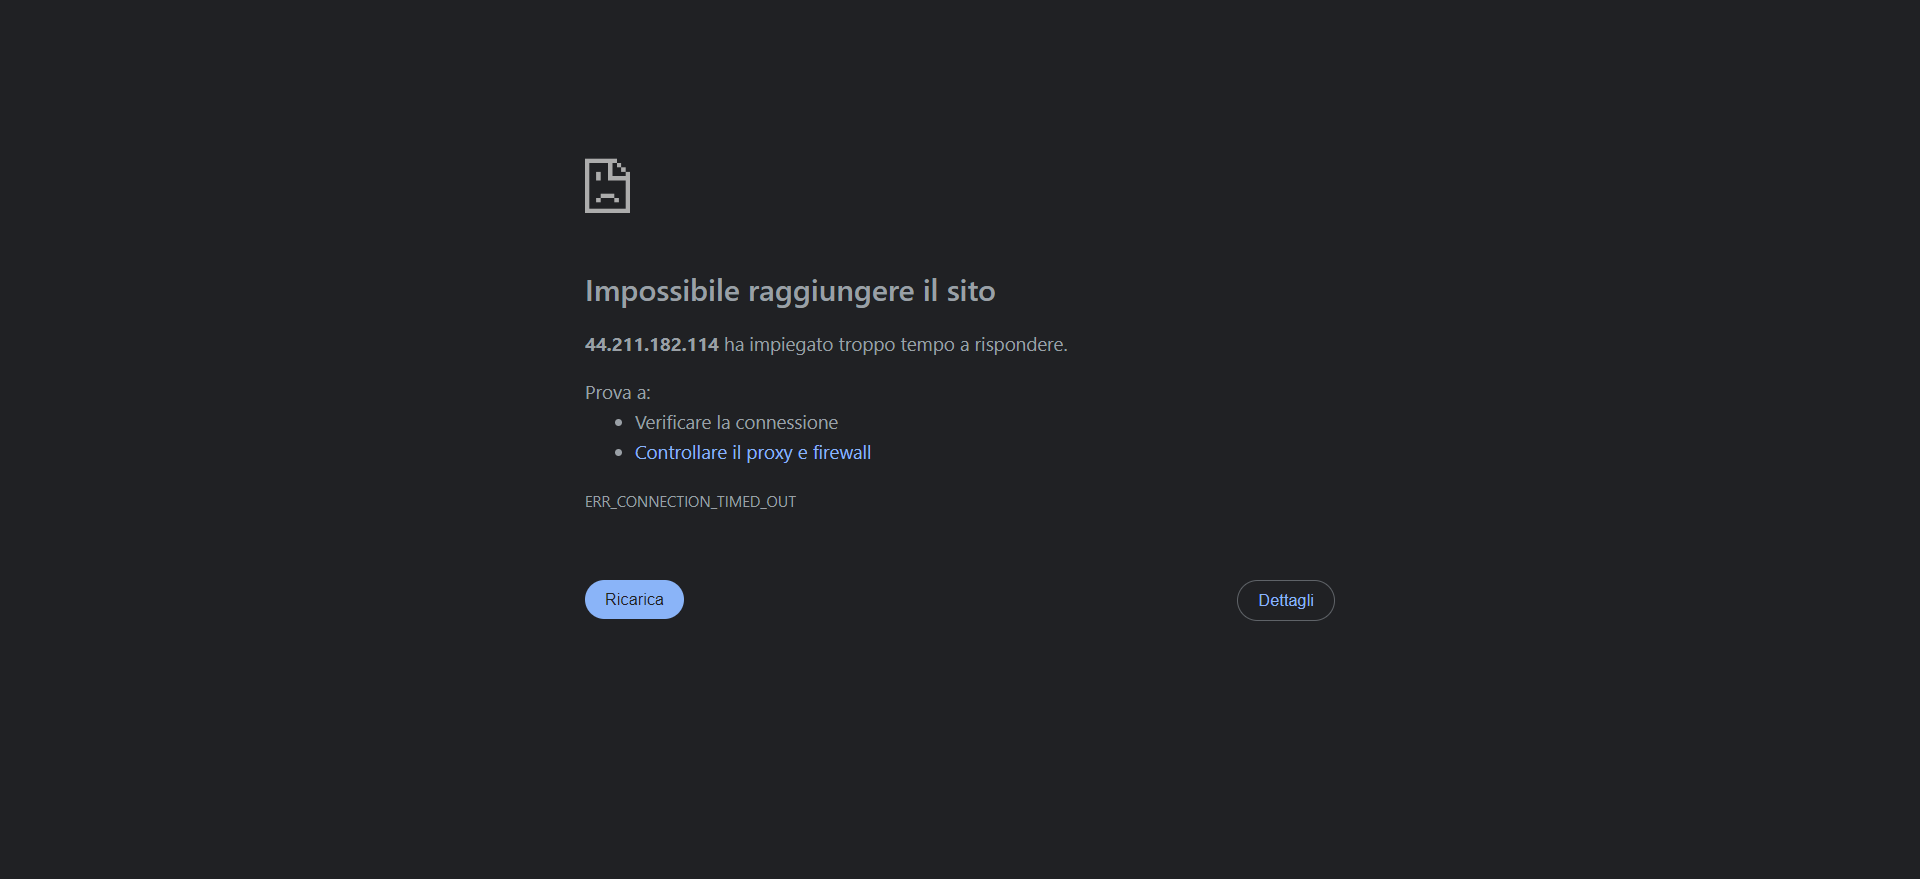 Impossibile raggiungere il sito
44.211.182.114 ha impiegato troppo tempo a rispondere.
Prova a:
Verificare la connessione
Controllare il proxy e firewall
ERR_CONNECTION_TIMED_OUT
Ricarica
Dettagli